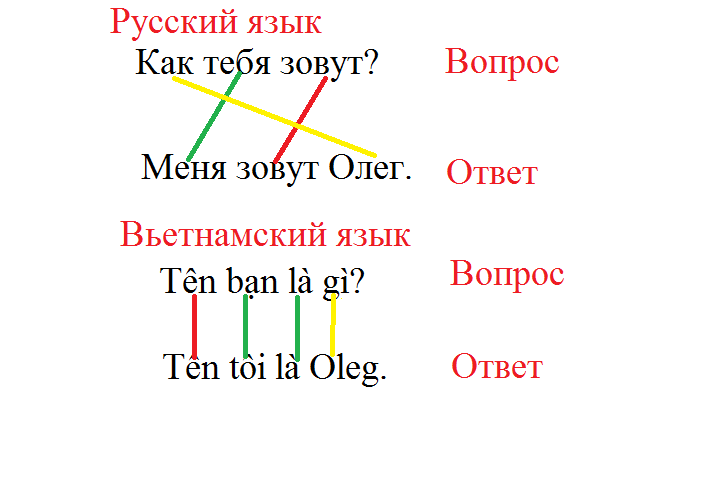 Русский язык
Как тебя зовут? Вопрос
Меня зовут Олег. Ответ
Вьетнамский язык
Tên bạn là gì? Вопрос
Tên tôi là Oleg. Ответ